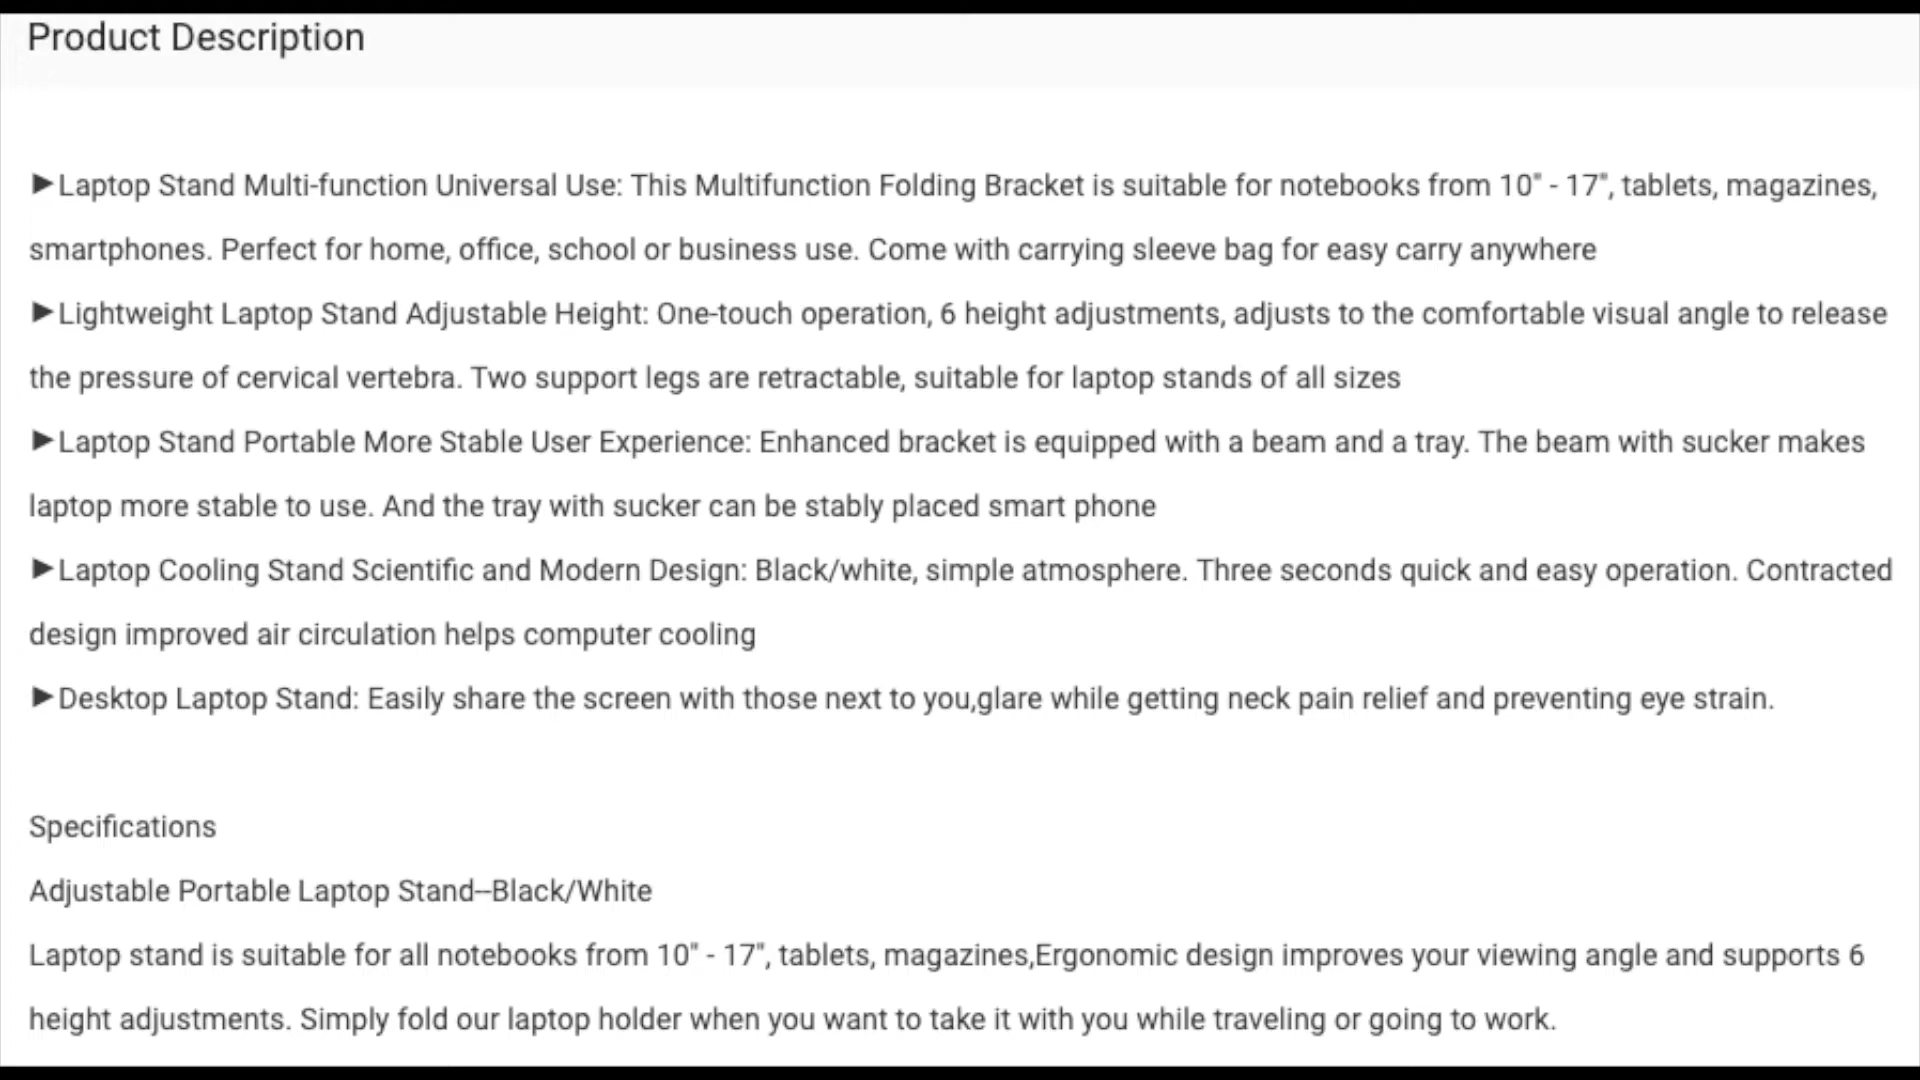 Product Description
►Laptop Stand Multi-function Universal Use: This Multifunction Folding Bracket is suitable for notebooks from 10" - 17", tablets, magazines,
smartphones. Perfect for home, office, school or business use. Come with carrying sleeve bag for easy carry anywhere
►Lightweight Laptop Stand Adjustable Height: One-touch operation, 6 height adjustments, adjusts to the comfortable visual angle to release
the pressure of cervical vertebra. Two support legs are retractable, suitable for laptop stands of all sizes
►Laptop Stand Portable More Stable User Experience: Enhanced bracket is equipped with a beam and a tray. The beam with sucker makes
laptop more stable to use. And the tray with sucker can be stably placed smart phone
►Laptop Cooling Stand Scientific and Modern Design: Black/white, simple atmosphere. Three seconds quick and easy operation. Contracted
design improved air circulation helps computer cooling
►Desktop Laptop Stand: Easily share the screen with those next to you,glare while getting neck pain relief and preventing eye strain.
Specifications
Adjustable Portable Laptop Stand--Black/White
Laptop stand is suitable for all notebooks from 10" - 17", tablets, magazines,Ergonomic design improves your viewing angle and supports 6
height adjustments. Simply fold our laptop holder when you want to take it with you while traveling or going to work.